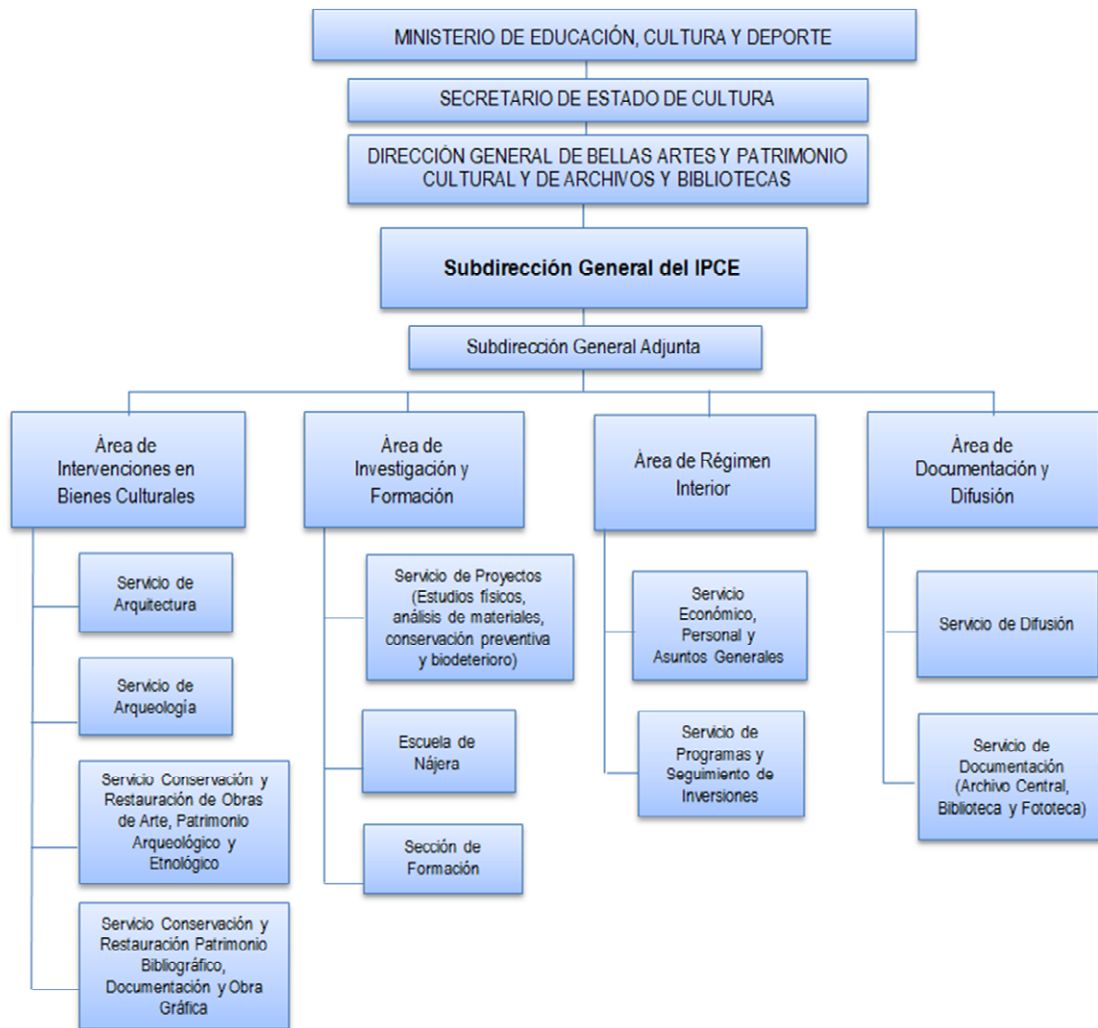 MINISTERIO DE EDUCACIÓN, CULTURA Y DEPORTE
SECRETARIO DE ESTADO DE CULTURA
DIRECCIÓN GENERAL DE BELLAS ARTES Y PATRIMONIO
CULTURAL Y DE ARCHIVOS Y BIBLIOTECAS
Subdirección General del IPCE
Subdirección General Adjunta
Área de
Intervenciones en
Bienes Culturales
Servicio de
Arquitectura
Servicio de
Arqueología
Servicio Conservación y
Restauración de Obras
de Arte, Patrimonio
Arqueológico y
Etnológico
Servicio Conservación y
Restauración Patrimonio
Bibliográfico,
Documentación y Obra
Gráfica
Área de
Investigación y
Formación
Servicio de Proyectos
(Estudios físicos,
análisis de materiales,
conservación preventiva
y biodeterioro)
Escuela de
Nájera
Sección de
Formación
Área de Régimen
Interior
Servicio
Económico,
Personal y
Asuntos Generales
Servicio de
Programas y
Seguimiento de
Inversiones
Área de
Documentación y
Difusión
Servicio de Difusión
Servicio de
Documentación
(Archivo Central,
Biblioteca y Fototeca)